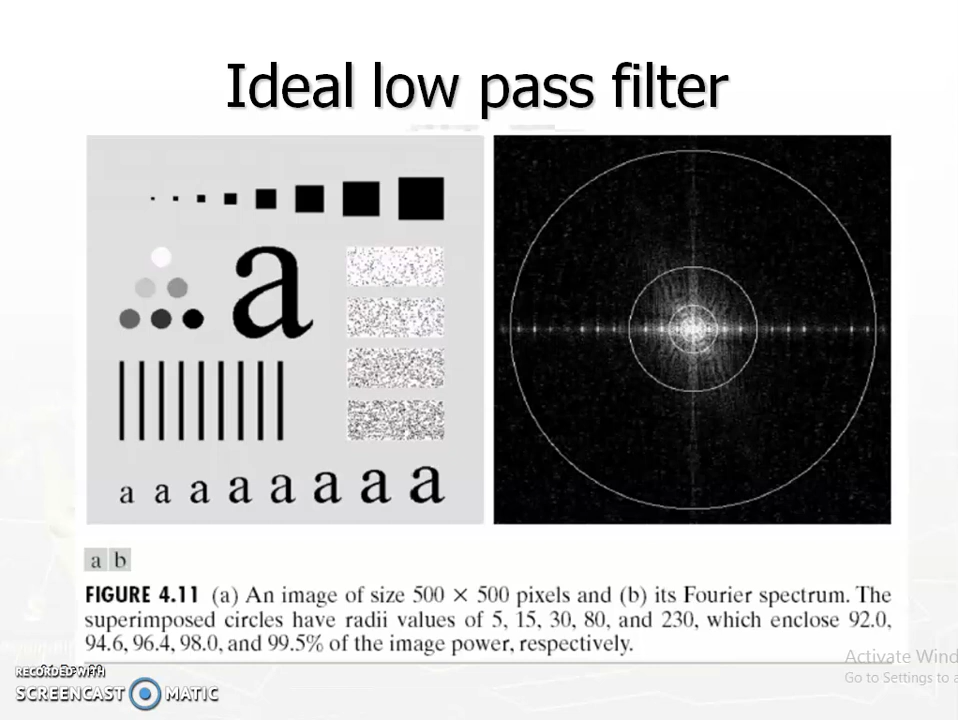 Ideal low pass filter
a
a a a a a a a a
a b
FIGURE 4.11 (a) An image of size 500 × 500 pixels and (b) its Fourier spectrum. The
superimposed circles have radii values of 5, 15, 30, 80, and 230, which enclose 92.0,
94.6, 96.4, 98.0, and 99.5% of the image power, respectively.
RECORDED WITH
SCREENCAST MATIC
Activate Wind
Go to Settings to a